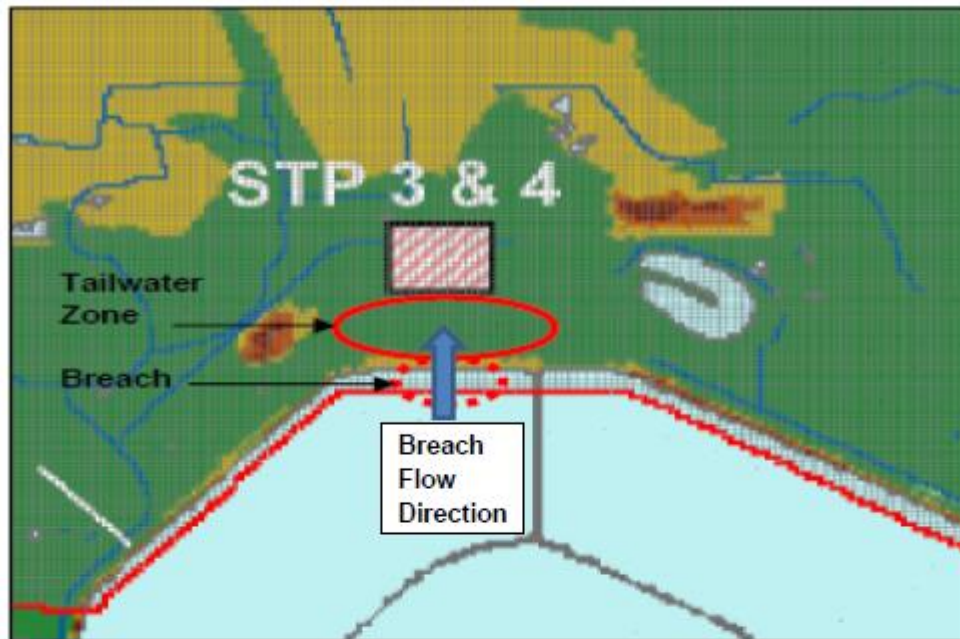 STP 3 & 4
Tailwater
Zone
Breach
Breach
Flow
Direction